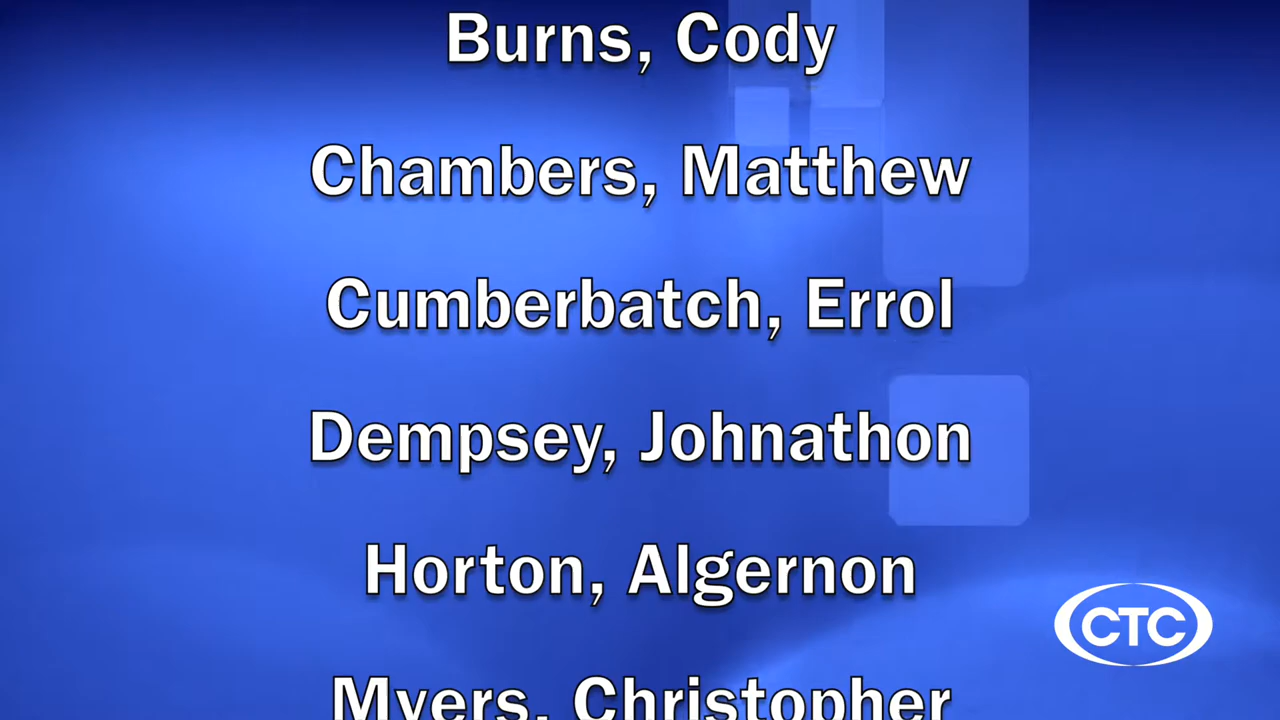 Burns, Cody
Chambers, Matthew
Cumberbatch, Errol
Dempsey, Johnathon
Horton, Algernon
CTC
Myers, Christopher